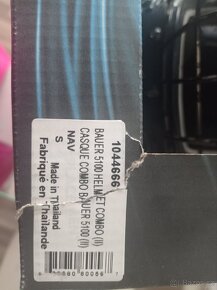 1044666
BAUER 5100 HELMET COMBO (II)
CASQUE COMBO BAUER 5100 (II)
NAV
S
Made in Thailand
Fabriqué en Thaïlande